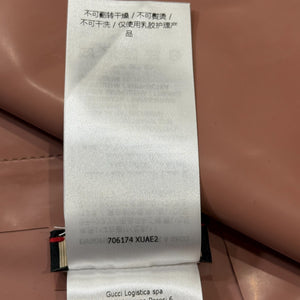 不可翻转干燥 / 不可熨烫 /
不可干洗 / 仅使用乳胶护理产
品
706174 XUAE2
Gucci Logistica spa